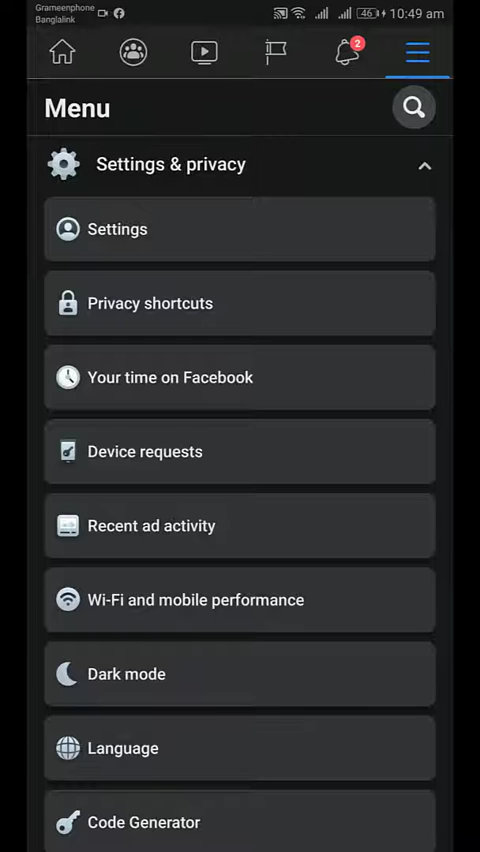 Grameenphone
Banglalink
46
10:49 am
2
Menu
Settings & privacy
Settings
Privacy shortcuts
Your time on Facebook
Device requests
Recent ad activity
Wi-Fi and mobile performance
Dark mode
Language
Code Generator